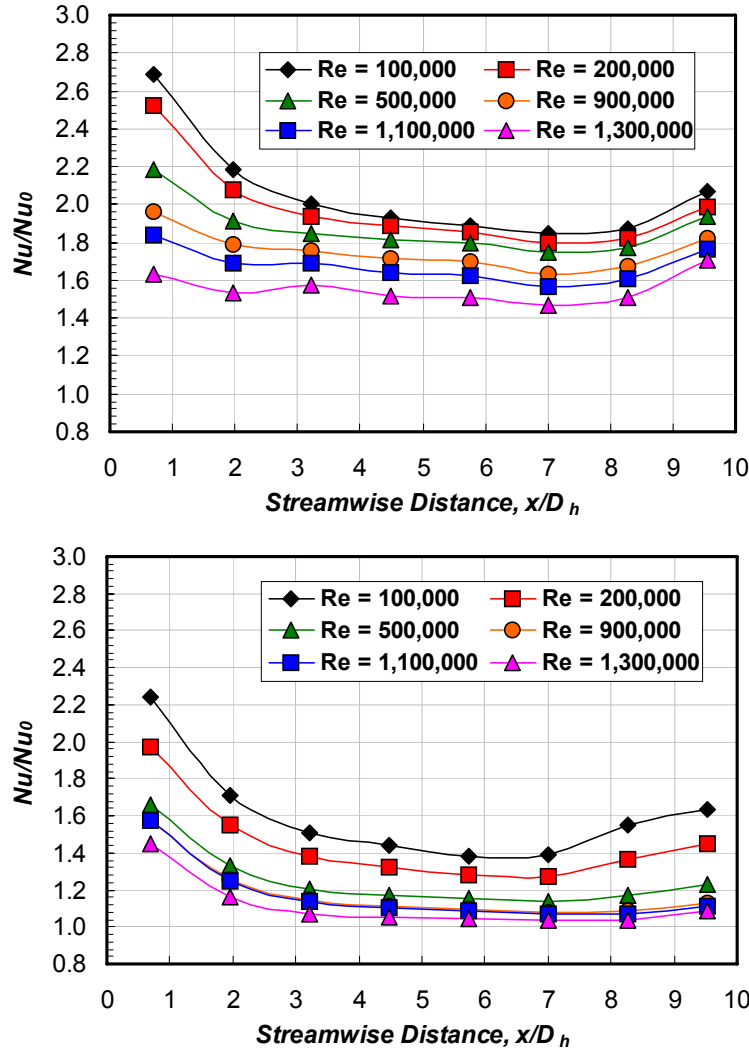 3.0
2.8
2.6
2.4
2.2
2.0
1.8
1.6
1.4
1.2
1.0
0.8
Nu/Nu0
Re = 100,000 Re = 200,000
Re = 500,000 Re = 900,000
Re = 1,100,000 Re = 1,300,000
0 1 2 3 4 5 6 7 8 9 10
Streamwise Distance, x/D h
3.0
2.8
2.6
2.4
2.2
2.0
1.8
1.6
1.4
1.2
1.0
0.8
Nu/Nu0
Re = 100,000 Re = 200,000
Re = 500,000 Re = 900,000
Re = 1,100,000 Re = 1,300,000
0 1 2 3 4 5 6 7 8 9 10
Streamwise Distance, x/D h